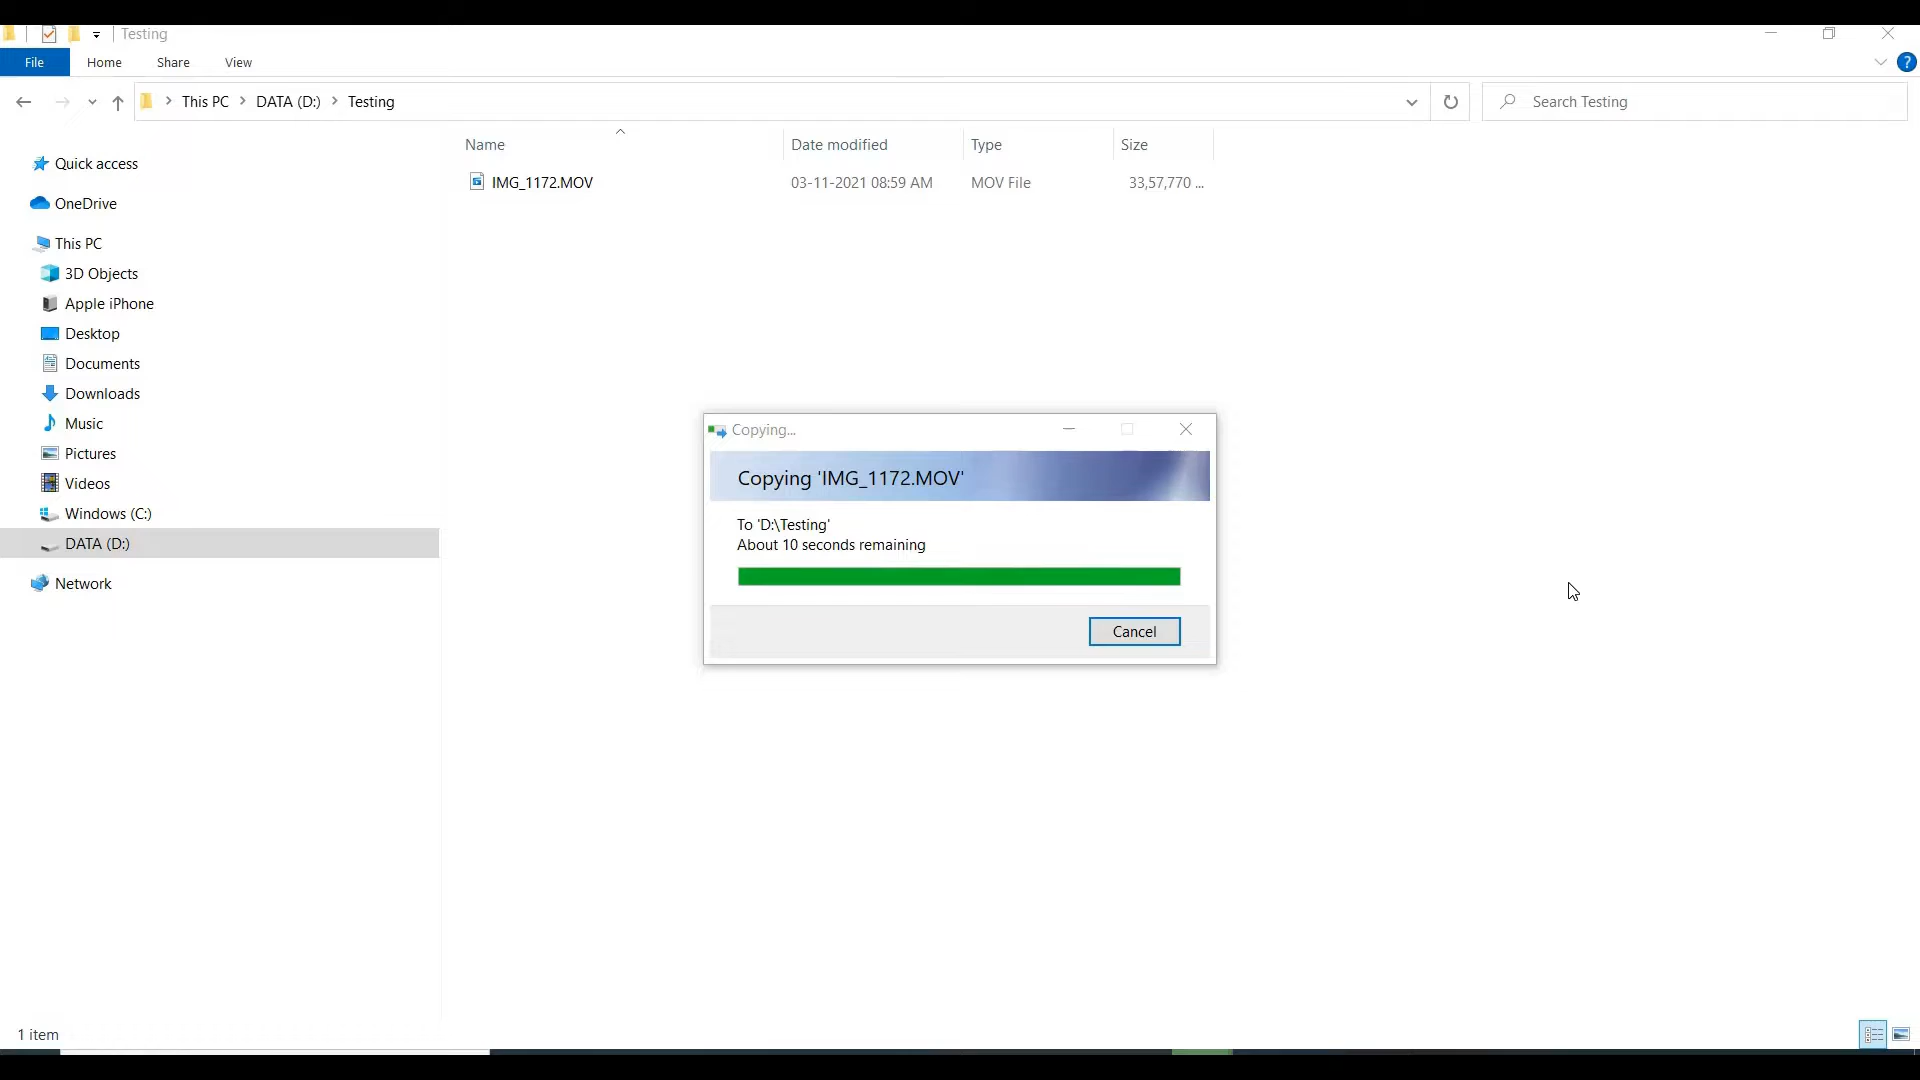 Testing
File Home Share View
This PC DATA (D:) Testing
Search Testing
Name Date modified Type Size
IMG_1172.MOV 03-11-2021 08:59 AM MOV File 33,57,770 ...
Quick access
OneDrive
This PC
3D Objects
Apple iPhone
Desktop
Documents
Downloads
Music
Pictures
Videos
Windows (C:)
DATA (D:)
Network
Copying...
Copying 'IMG_1172.MOV'
To 'D:\Testing'
About 10 seconds remaining
Cancel
1 item